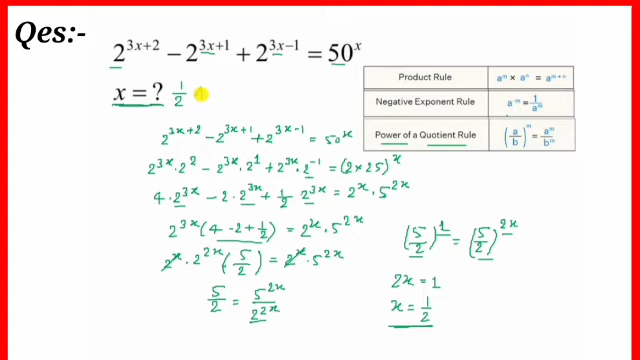 Qes:-
2^{3x+2} − 2^{3x+1} + 2^{3x−1} = 50^x
x = ? 1/2
Product Rule a^m × a^n = a^{m+n}
Negative Exponent Rule a^{-m} = 1/a^m
Power of a Quotient Rule (a/b)^m = a^m/b^m
2^{3x+2} − 2^{3x+1} + 2^{3x−1} = 50^x
2^{3x}·2^2 − 2^{3x}·2^1 + 2^{3x}·2^{−1} = (2×25)^x
4·2^{3x} − 2·2^{3x} + 1/2 2^{3x} = 2^x·5^{2x}
2^{3x}(4−2+1/2) = 2^x·5^{2x}
2^x·2^{2x}(5/2) = 2^x·5^{2x}
5/2 = 5^{2x}/2^{2x}
(5/2)^1 = (5/2)^{2x}
2x = 1
x = 1/2